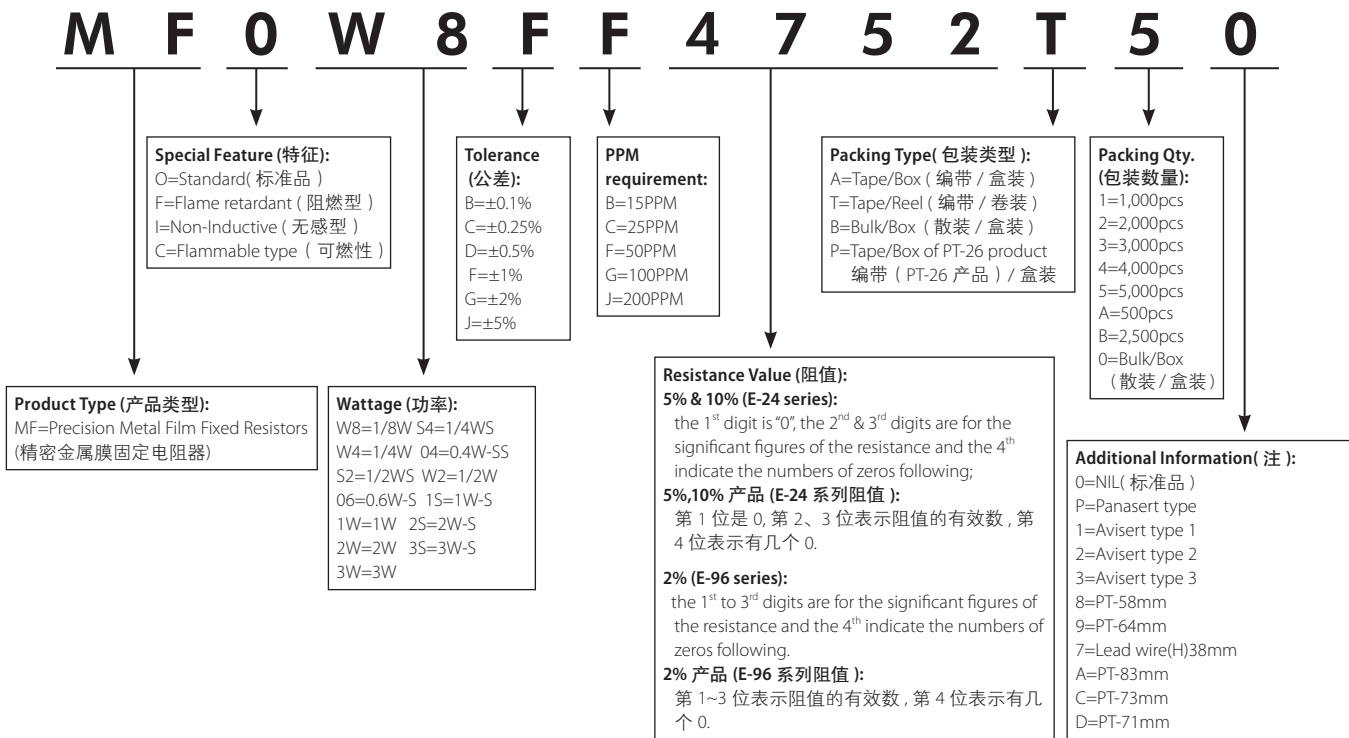 M F 0 W 8 F F 4 7 5 2 T 5 0
Special Feature (特征):
O=Standard( 标准品 )
F=Flame retardant ( 阻燃型 )
I=Non-Inductive ( 无感型 )
C=Flammable type ( 可燃性 )
Tolerance
(公差):
B=±0.1%
C=±0.25%
D=±0.5%
F=±1%
G=±2%
J=±5%
PPM
requirement:
B=15PPM
C=25PPM
F=50PPM
G=100PPM
J=200PPM
Packing Type( 包装类型 ):
A=Tape/Box ( 编带 / 盒装 )
T=Tape/Reel ( 编带 / 卷装 )
B=Bulk/Box ( 散装 / 盒装 )
P=Tape/Box of PT-26 product
编带 ( PT-26 产品 ) / 盒装
Packing Qty.
(包装数量):
1=1,000pcs
2=2,000pcs
3=3,000pcs
4=4,000pcs
5=5,000pcs
A=500pcs
B=2,500pcs
0=Bulk/Box
( 散装 / 盒装 )
Product Type (产品类型):
MF=Precision Metal Film Fixed Resistors
(精密金属膜固定电阻器)
Wattage (功率):
W8=1/8W S4=1/4WS
W4=1/4W 04=0.4W-SS
S2=1/2WS W2=1/2W
06=0.6W-S 1S=1W-S
1W=1W 2S=2W-S
2W=2W 3S=3W-S
3W=3W
Resistance Value (阻值):
5% & 10% (E-24 series):
the 1st digit is "0", the 2nd & 3rd digits are for the
significant figures of the resistance and the 4th
indicate the numbers of zeros following;
5%,10% 产品 (E-24 系列阻值 ):
第 1 位是 0, 第 2、3 位表示阻值的有效数 , 第
4 位表示有几个 0.
2% (E-96 series):
the 1st to 3rd digits are for the significant figures of
the resistance and the 4th indicate the numbers of
zeros following.
2% 产品 (E-96 系列阻值 ):
第 1~3 位表示阻值的有效数 , 第 4 位表示有几
个 0.
Additional Information( 注 ):
0=NIL( 标准品 )
P=Panasert type
1=Avisert type 1
2=Avisert type 2
3=Avisert type 3
8=PT-58mm
9=PT-64mm
7=Lead wire(H)38mm
A=PT-83mm
C=PT-73mm
D=PT-71mm